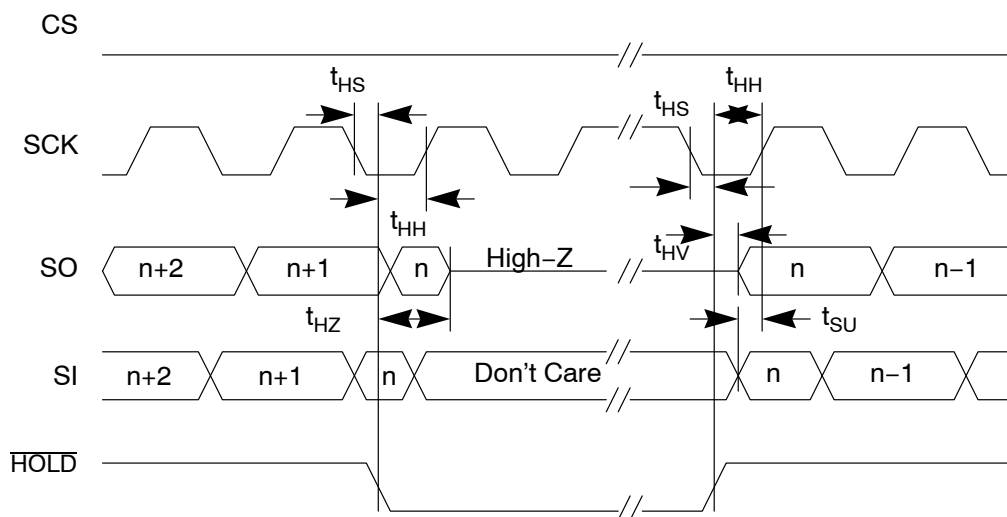 CS
tHS
tHH
tHS
SCK
tHH
tHV
SO
n+2
n+1
n
High−Z
n
n−1
tHZ
tSU
SI
n+2
n+1
n
Don't Care
n
n−1
HOLD